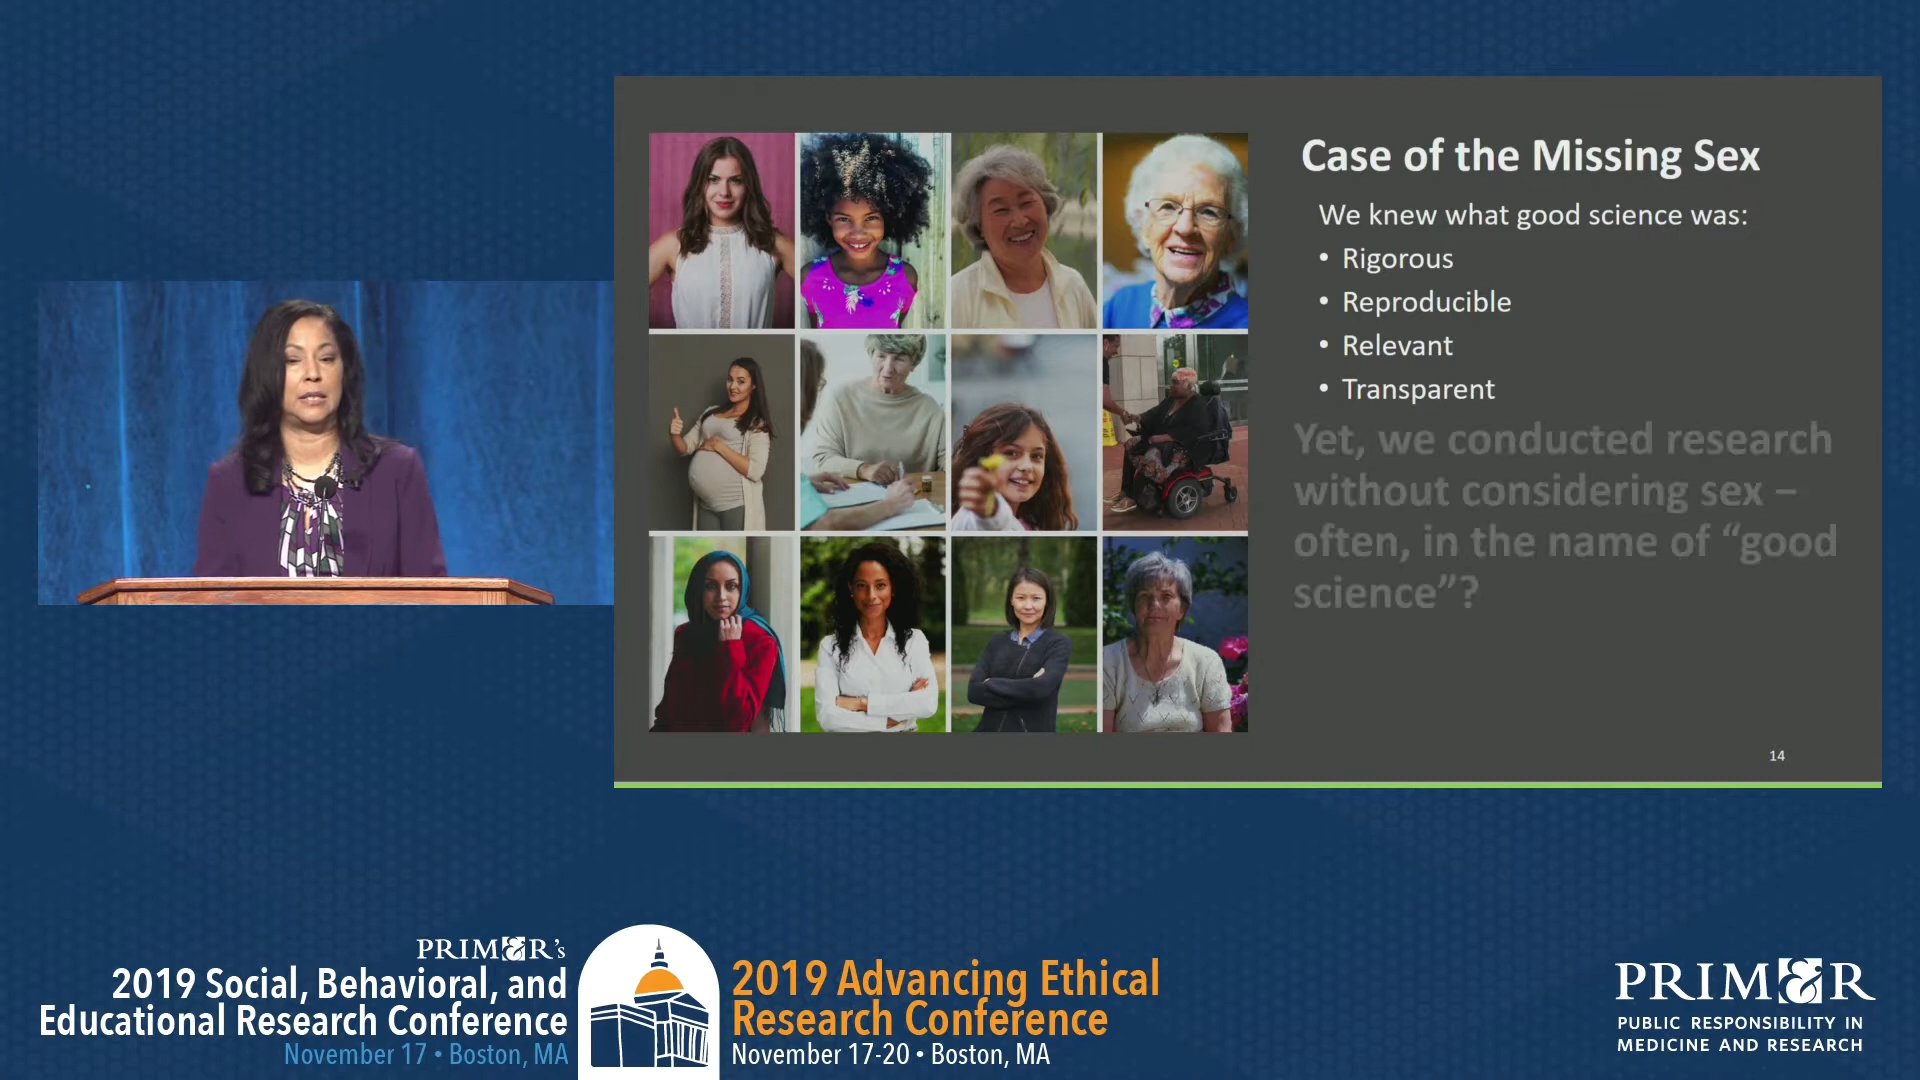 Case of the Missing Sex
We knew what good science was:
• Rigorous
• Reproducible
• Relevant
• Transparent
Yet, we conducted research
without considering sex –
often, in the name of “good
science”?
14
PRIM&R’s
2019 Social, Behavioral, and
Educational Research Conference
November 17 • Boston, MA
2019 Advancing Ethical
Research Conference
November 17-20 • Boston, MA
PRIM&R
PUBLIC RESPONSIBILITY IN
MEDICINE AND RESEARCH